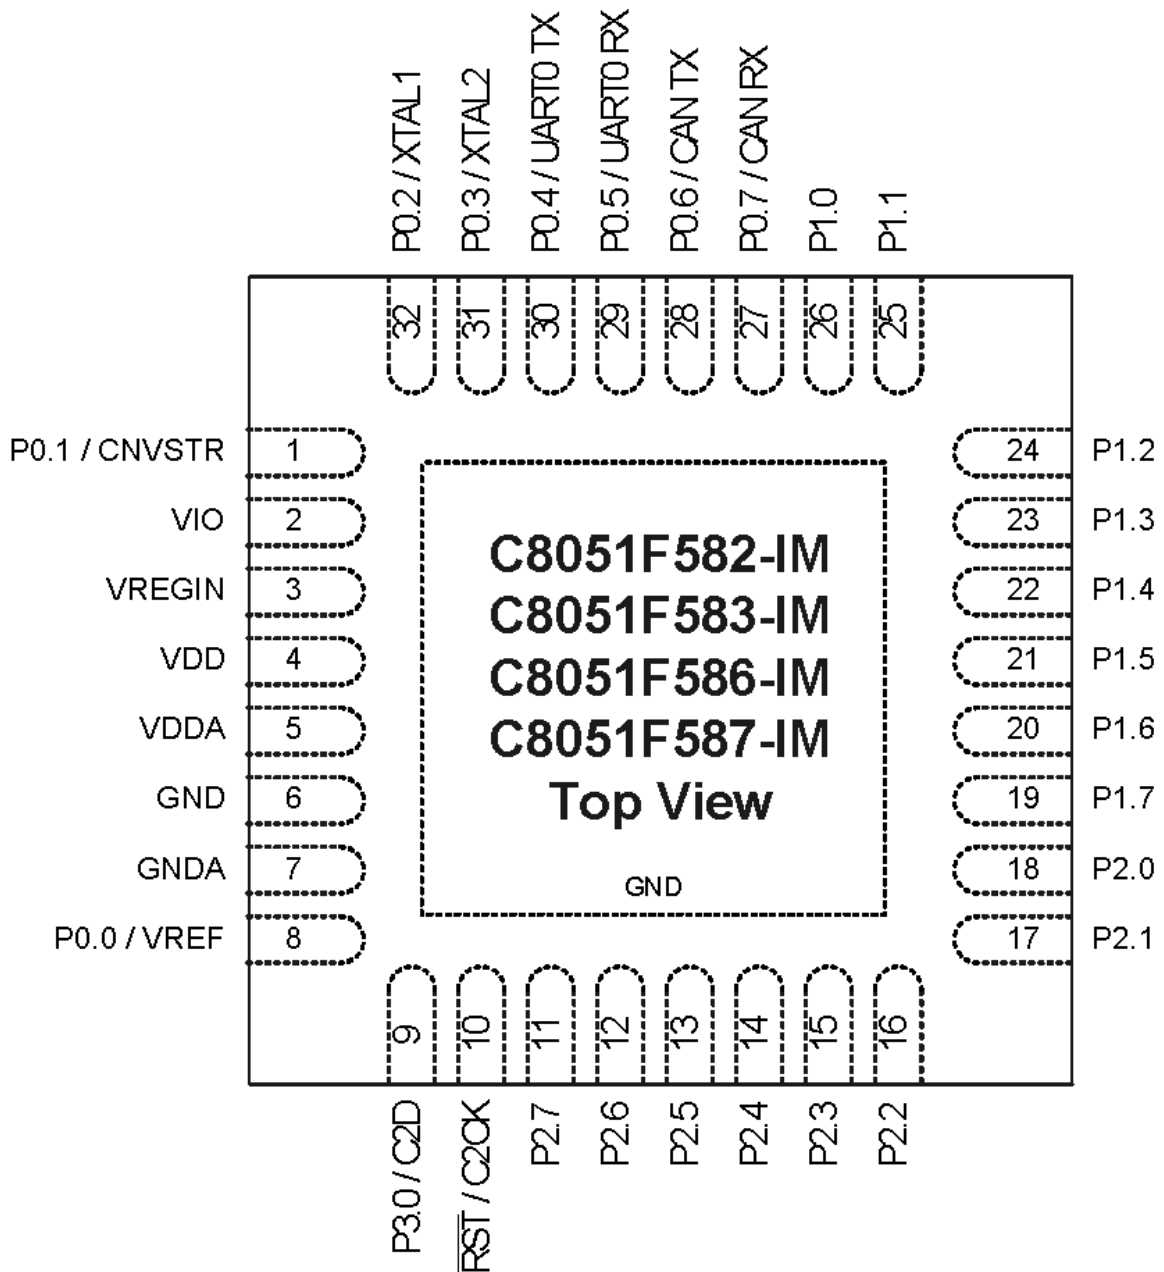 P0.2 / XTAL1
P0.3 / XTAL2
P0.4 / UART0 TX
P0.5 / UART0 RX
P0.6 / CAN TX
P0.7 / CAN RX
P1.0
P1.1
32
31
30
29
28
27
26
25
P0.1 / CNVSTR
1
VIO
2
VREGIN
3
VDD
4
VDDA
5
GND
6
GNDA
7
P0.0 / VREF
8
C8051F582-IM
C8051F583-IM
C8051F586-IM
C8051F587-IM
Top View
GND
24
P1.2
23
P1.3
22
P1.4
21
P1.5
20
P1.6
19
P1.7
18
P2.0
17
P2.1
9
10
11
12
13
14
15
16
P3.0 / C2D
RST / C2CK
P2.7
P2.6
P2.5
P2.4
P2.3
P2.2